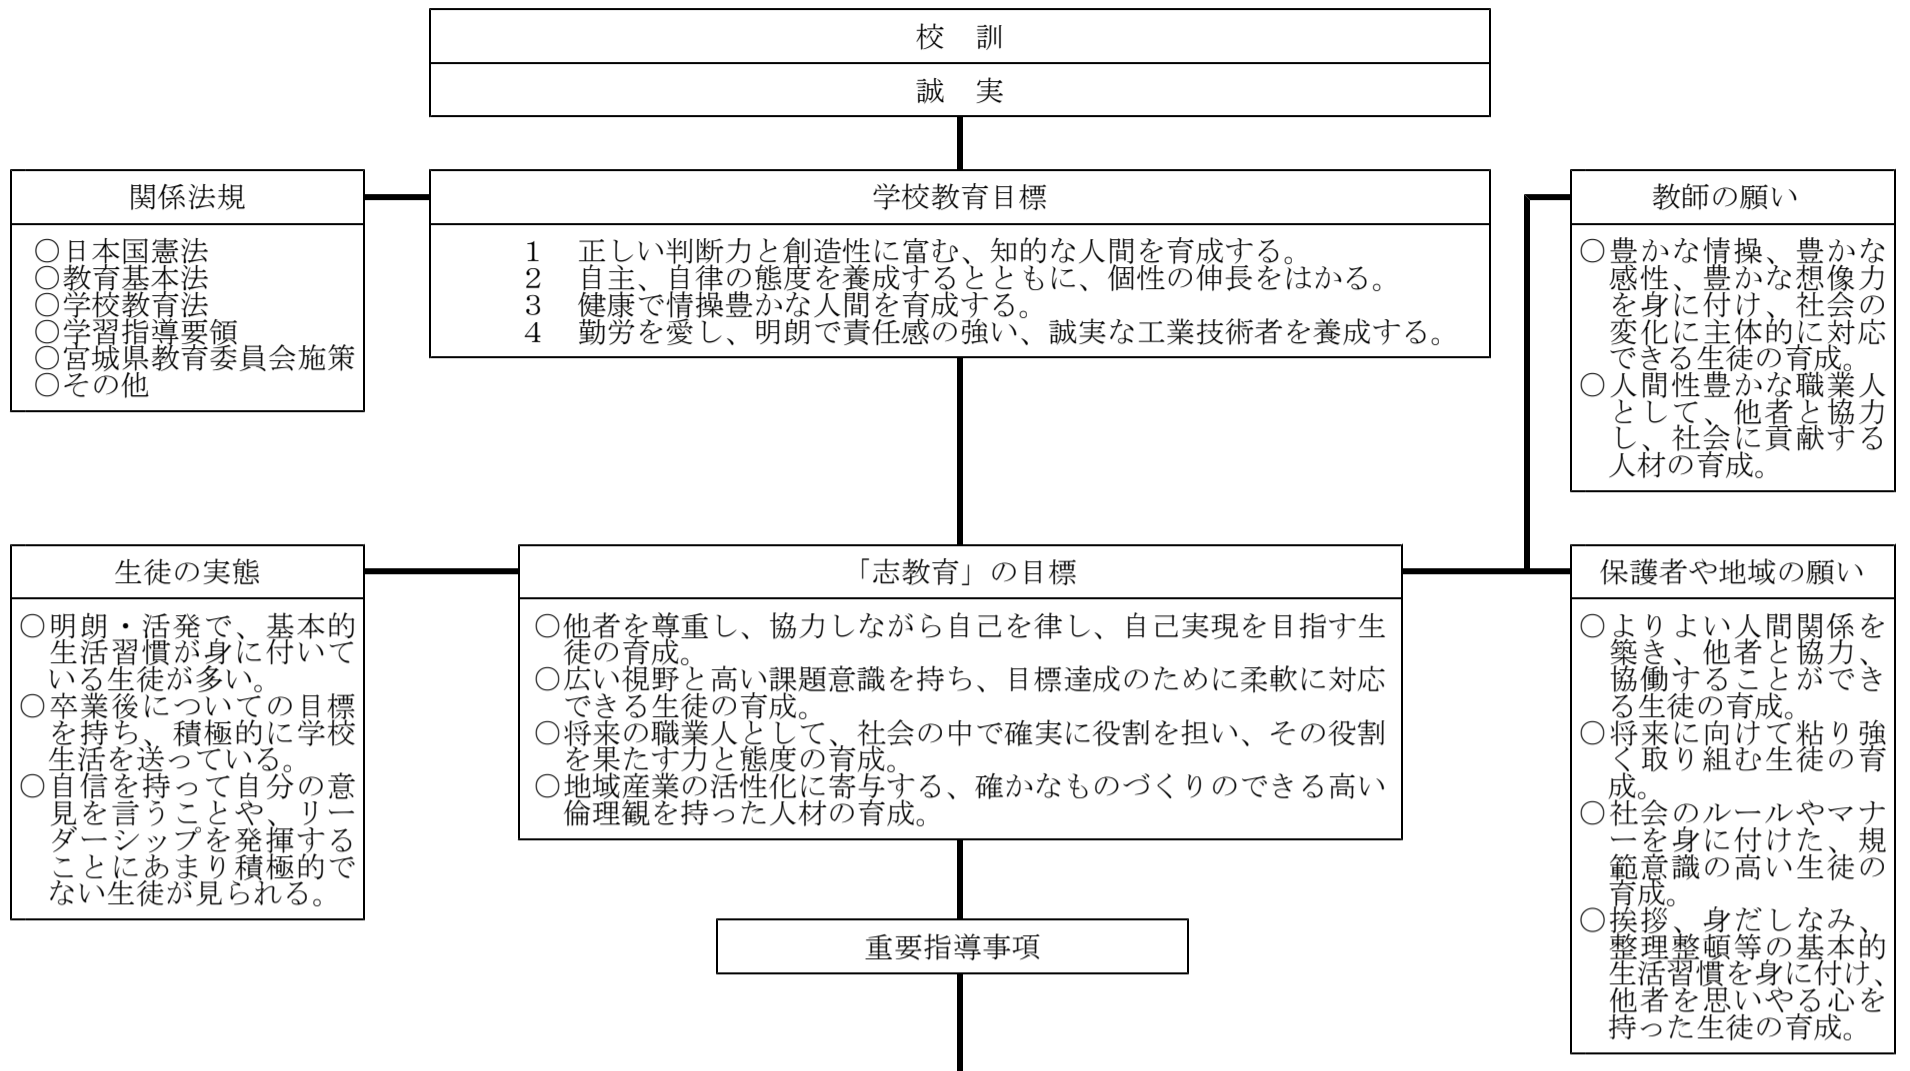 校　訓
誠　実
関係法規
○日本国憲法
○教育基本法
○学校教育法
○学習指導要領
○宮城県教育委員会施策
○その他
学校教育目標
1　正しい判断力と創造性に富む、知的な人間を育成する。
2　自主、自律の態度を養成するとともに、個性の伸長をはかる。
3　健康で情操豊かな人間を育成する。
4　勤労を愛し、明朗で責任感の強い、誠実な工業技術者を養成する。
教師の願い
○豊かな情操、豊かな
感性、豊かな想像力
を身に付け、社会の
変化に主体的に対応
できる生徒の育成。
○人間性豊かな職業人
として、他者と協力
し、社会に貢献する
人材の育成。
生徒の実態
○明朗・活発で、基本的
生活習慣が身に付いて
いる生徒が多い。
○卒業後についての目標
を持ち、積極的に学校
生活を送っている。
○自信を持って自分の意
見を言うことや、リー
ダーシップを発揮する
ことにあまり積極的で
ない生徒が見られる。
「志教育」の目標
○他者を尊重し、協力しながら自己を律し、自己実現を目指す生
徒の育成。
○広い視野と高い課題意識を持ち、目標達成のために柔軟に対応
できる生徒の育成。
○将来の職業人として、社会の中で確実に役割を担い、その役割
を果たす力と態度の育成。
○地域産業の活性化に寄与する、確かなものづくりのできる高い
倫理観を持った人材の育成。
保護者や地域の願い
○よりよい人間関係を
築き、他者と協力、
協働することができ
る生徒の育成。
○将来に向けて粘り強
く取り組む生徒の育
成。
○社会のルールやマナ
ーを身に付けた、規
範意識の高い生徒の
育成。
○挨拶、身だしなみ、
整理整頓等の基本的
生活習慣を身に付け、
他者を思いやる心を
持った生徒の育成。
重要指導事項